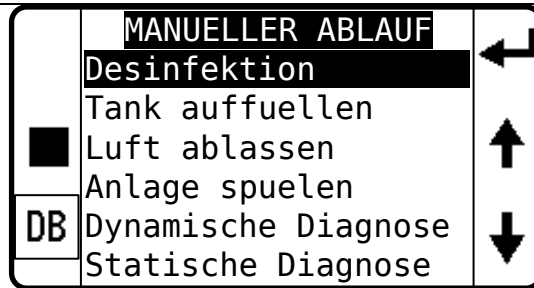 MANUELLER ABLAUF
Desinfektion
Tank auffuellen
Luft ablassen
Anlage spuelen
DB
Dynamische Diagnose
Statische Diagnose